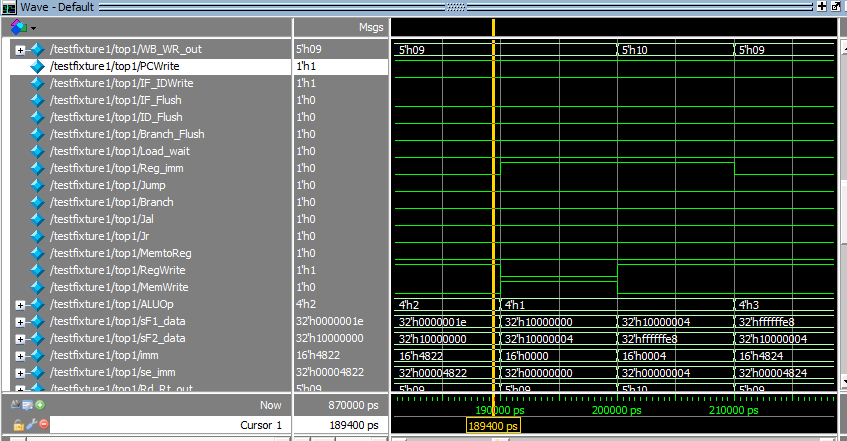 Wave - Default
Msgs
/testfixture1/top1/WB_WR_out 5'h09 5'h09 5'h10 5'h09
/testfixture1/top1/PCWrite 1'h1
/testfixture1/top1/IF_IDWrite 1'h1
/testfixture1/top1/IF_Flush 1'h0
/testfixture1/top1/ID_Flush 1'h0
/testfixture1/top1/Branch_Flush 1'h0
/testfixture1/top1/Load_wait 1'h0
/testfixture1/top1/Reg_imm 1'h0
/testfixture1/top1/Jump 1'h0
/testfixture1/top1/Branch 1'h0
/testfixture1/top1/Jal 1'h0
/testfixture1/top1/Jr 1'h0
/testfixture1/top1/MemtoReg 1'h0
/testfixture1/top1/RegWrite 1'h1
/testfixture1/top1/MemWrite 1'h0
/testfixture1/top1/ALUOp 4'h2 4'h2 4'h1 4'h3
/testfixture1/top1/sF1_data 32'h0000001e 32'h0000001e 32'h10000000 32'h10000004 32'hffffffe8
/testfixture1/top1/sF2_data 32'h10000000 32'h10000000 32'h10000004 32'hffffffe8 32'h10000004
/testfixture1/top1/imm 16'h4822 16'h4822 16'h0000 16'h0004 16'h4824
/testfixture1/top1/se_imm 32'h00004822 32'h00004822 32'h00000000 32'h00000004 32'h00004824
/testfixture1/top1/Rd_Rt_out 5'h09 5'h09 5'h09 5'h10 5'h09
Now 870000 ps 190000 ps 200000 ps 210000 ps
Cursor 1 189400 ps 189400 ps